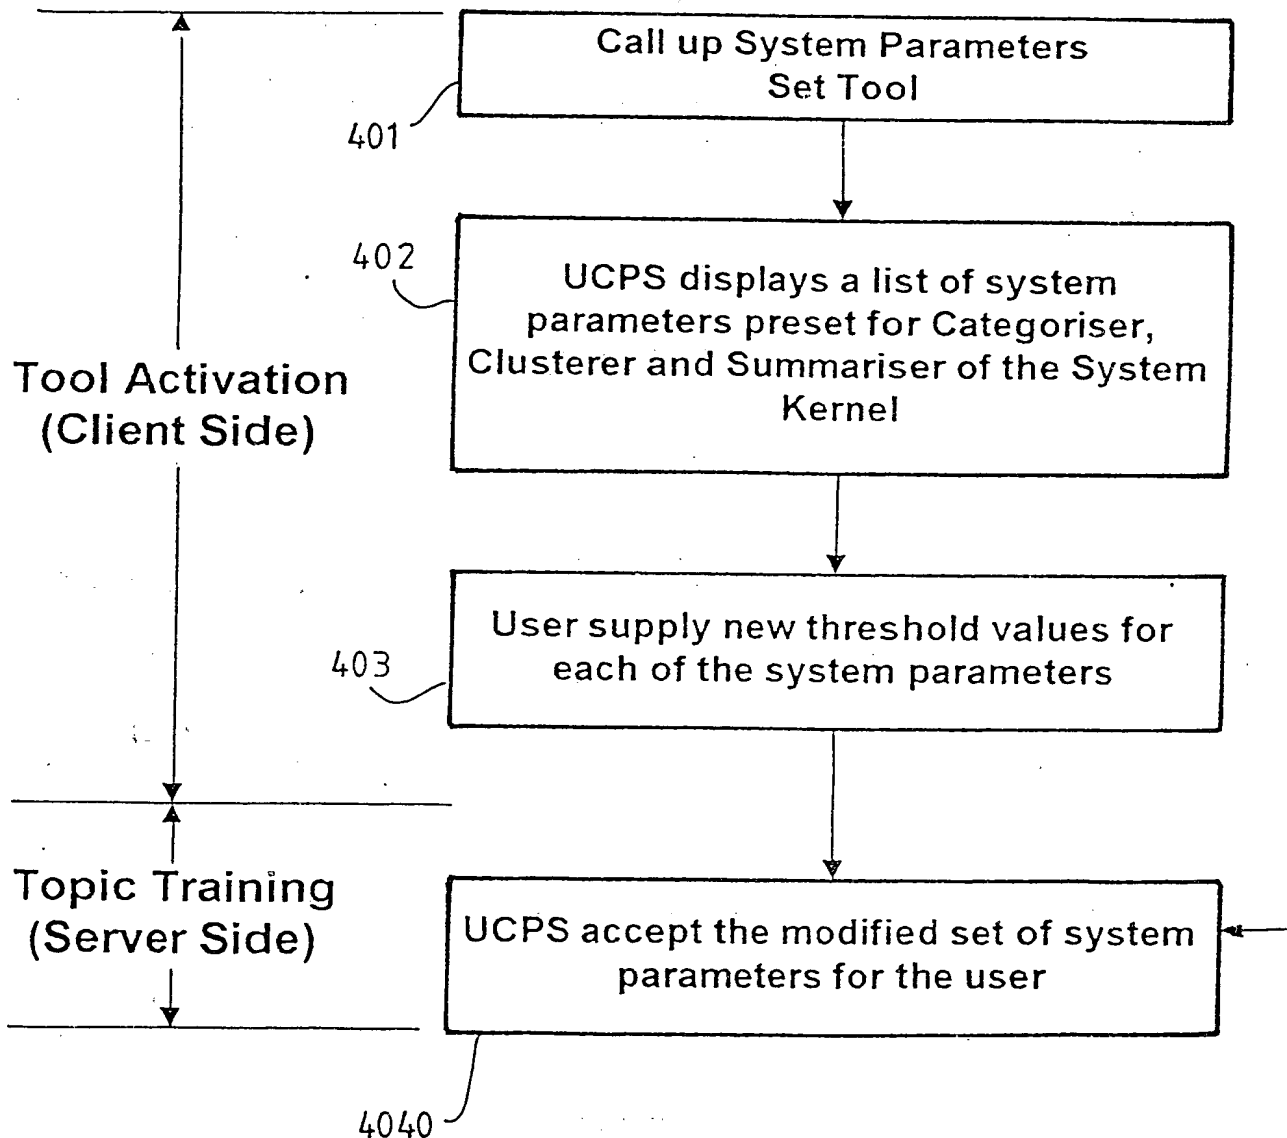 Call up System Parameters
Set Tool
401
402
UCPS displays a list of system
parameters preset for Categoriser,
Clusterer and Summariser of the System
Kernel
Tool Activation
(Client Side)
User supply new threshold values for
each of the system parameters
403
Topic Training
(Server Side)
UCPS accept the modified set of system
parameters for the user
4040